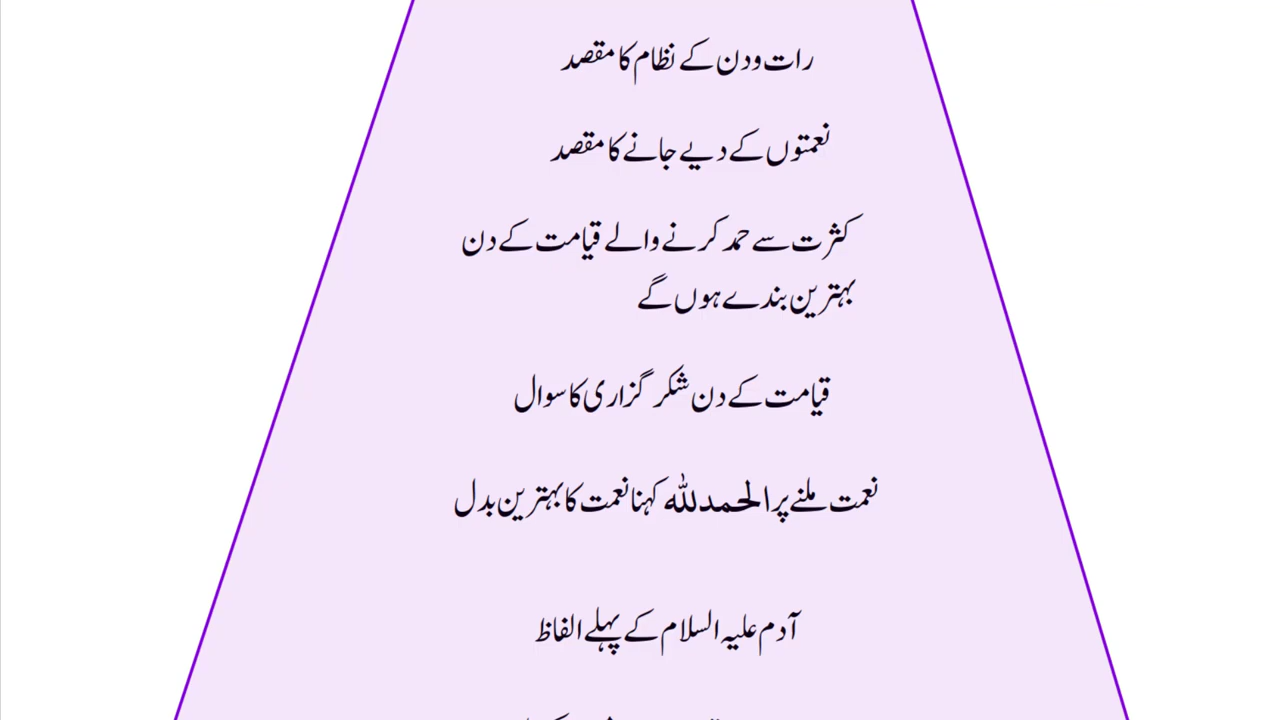 رات ودن کے نظام کا مقصد
نعمتوں کے دیے جانے کا مقصد
کثرت سے حمد کرنے والے قیامت کے دن
بہترین بندے ہوں گے
قیامت کے دن شکر گزاری کا سوال
نعمت ملنے پر الحمدللہ کہنا نعمت کا بہترین بدل
آدم علیہ السلام کے پہلے الفاظ